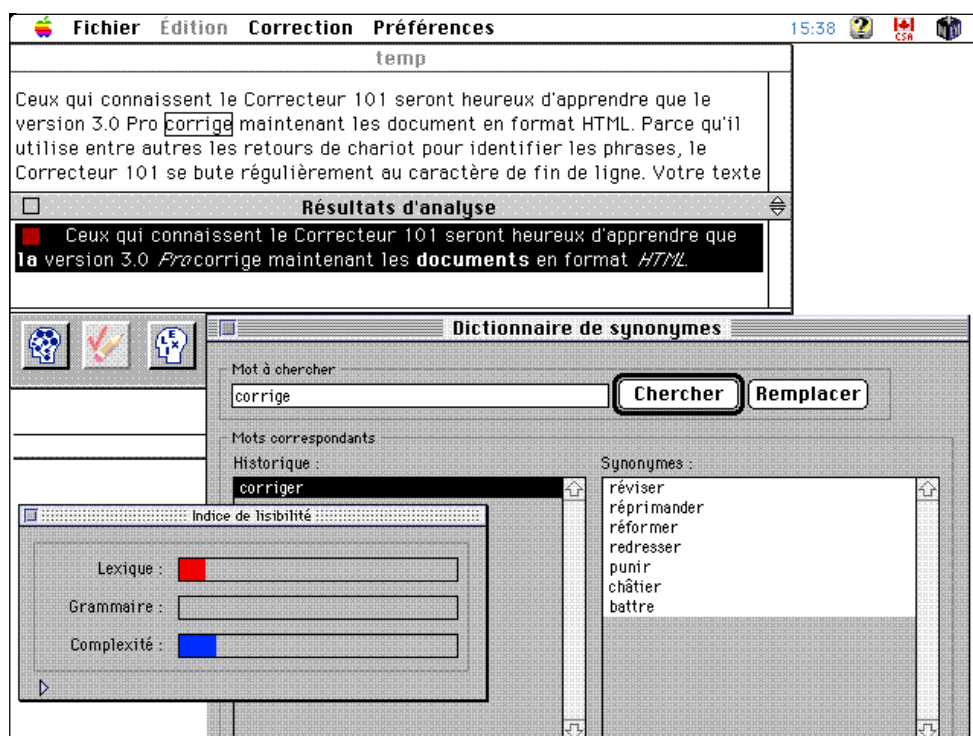 Fichier Édition Correction Préférences 15:38
CSA
temp
Ceux qui connaissent le Correcteur 101 seront heureux d'apprendre que le
version 3.0 Pro corrige maintenant les document en format HTML. Parce qu'il
utilise entre autres les retours de chariot pour identifier les phrases, le
Correcteur 101 se bute régulièrement au caractère de fin de ligne. Votre texte
Résultats d'analyse
Ceux qui connaissent le Correcteur 101 seront heureux d'apprendre que
la version 3.0 Pro corrige maintenant les documents en format HTML.
Dictionnaire de synonymes
Mot à chercher
corrige Chercher Remplacer
Mots correspondants
Historique : Synonymes :
corriger
réviser
réprimander
réformer
redresser
punir
châtier
battre
Indice de lisibilité
Lexique :
Grammaire :
Complexité :